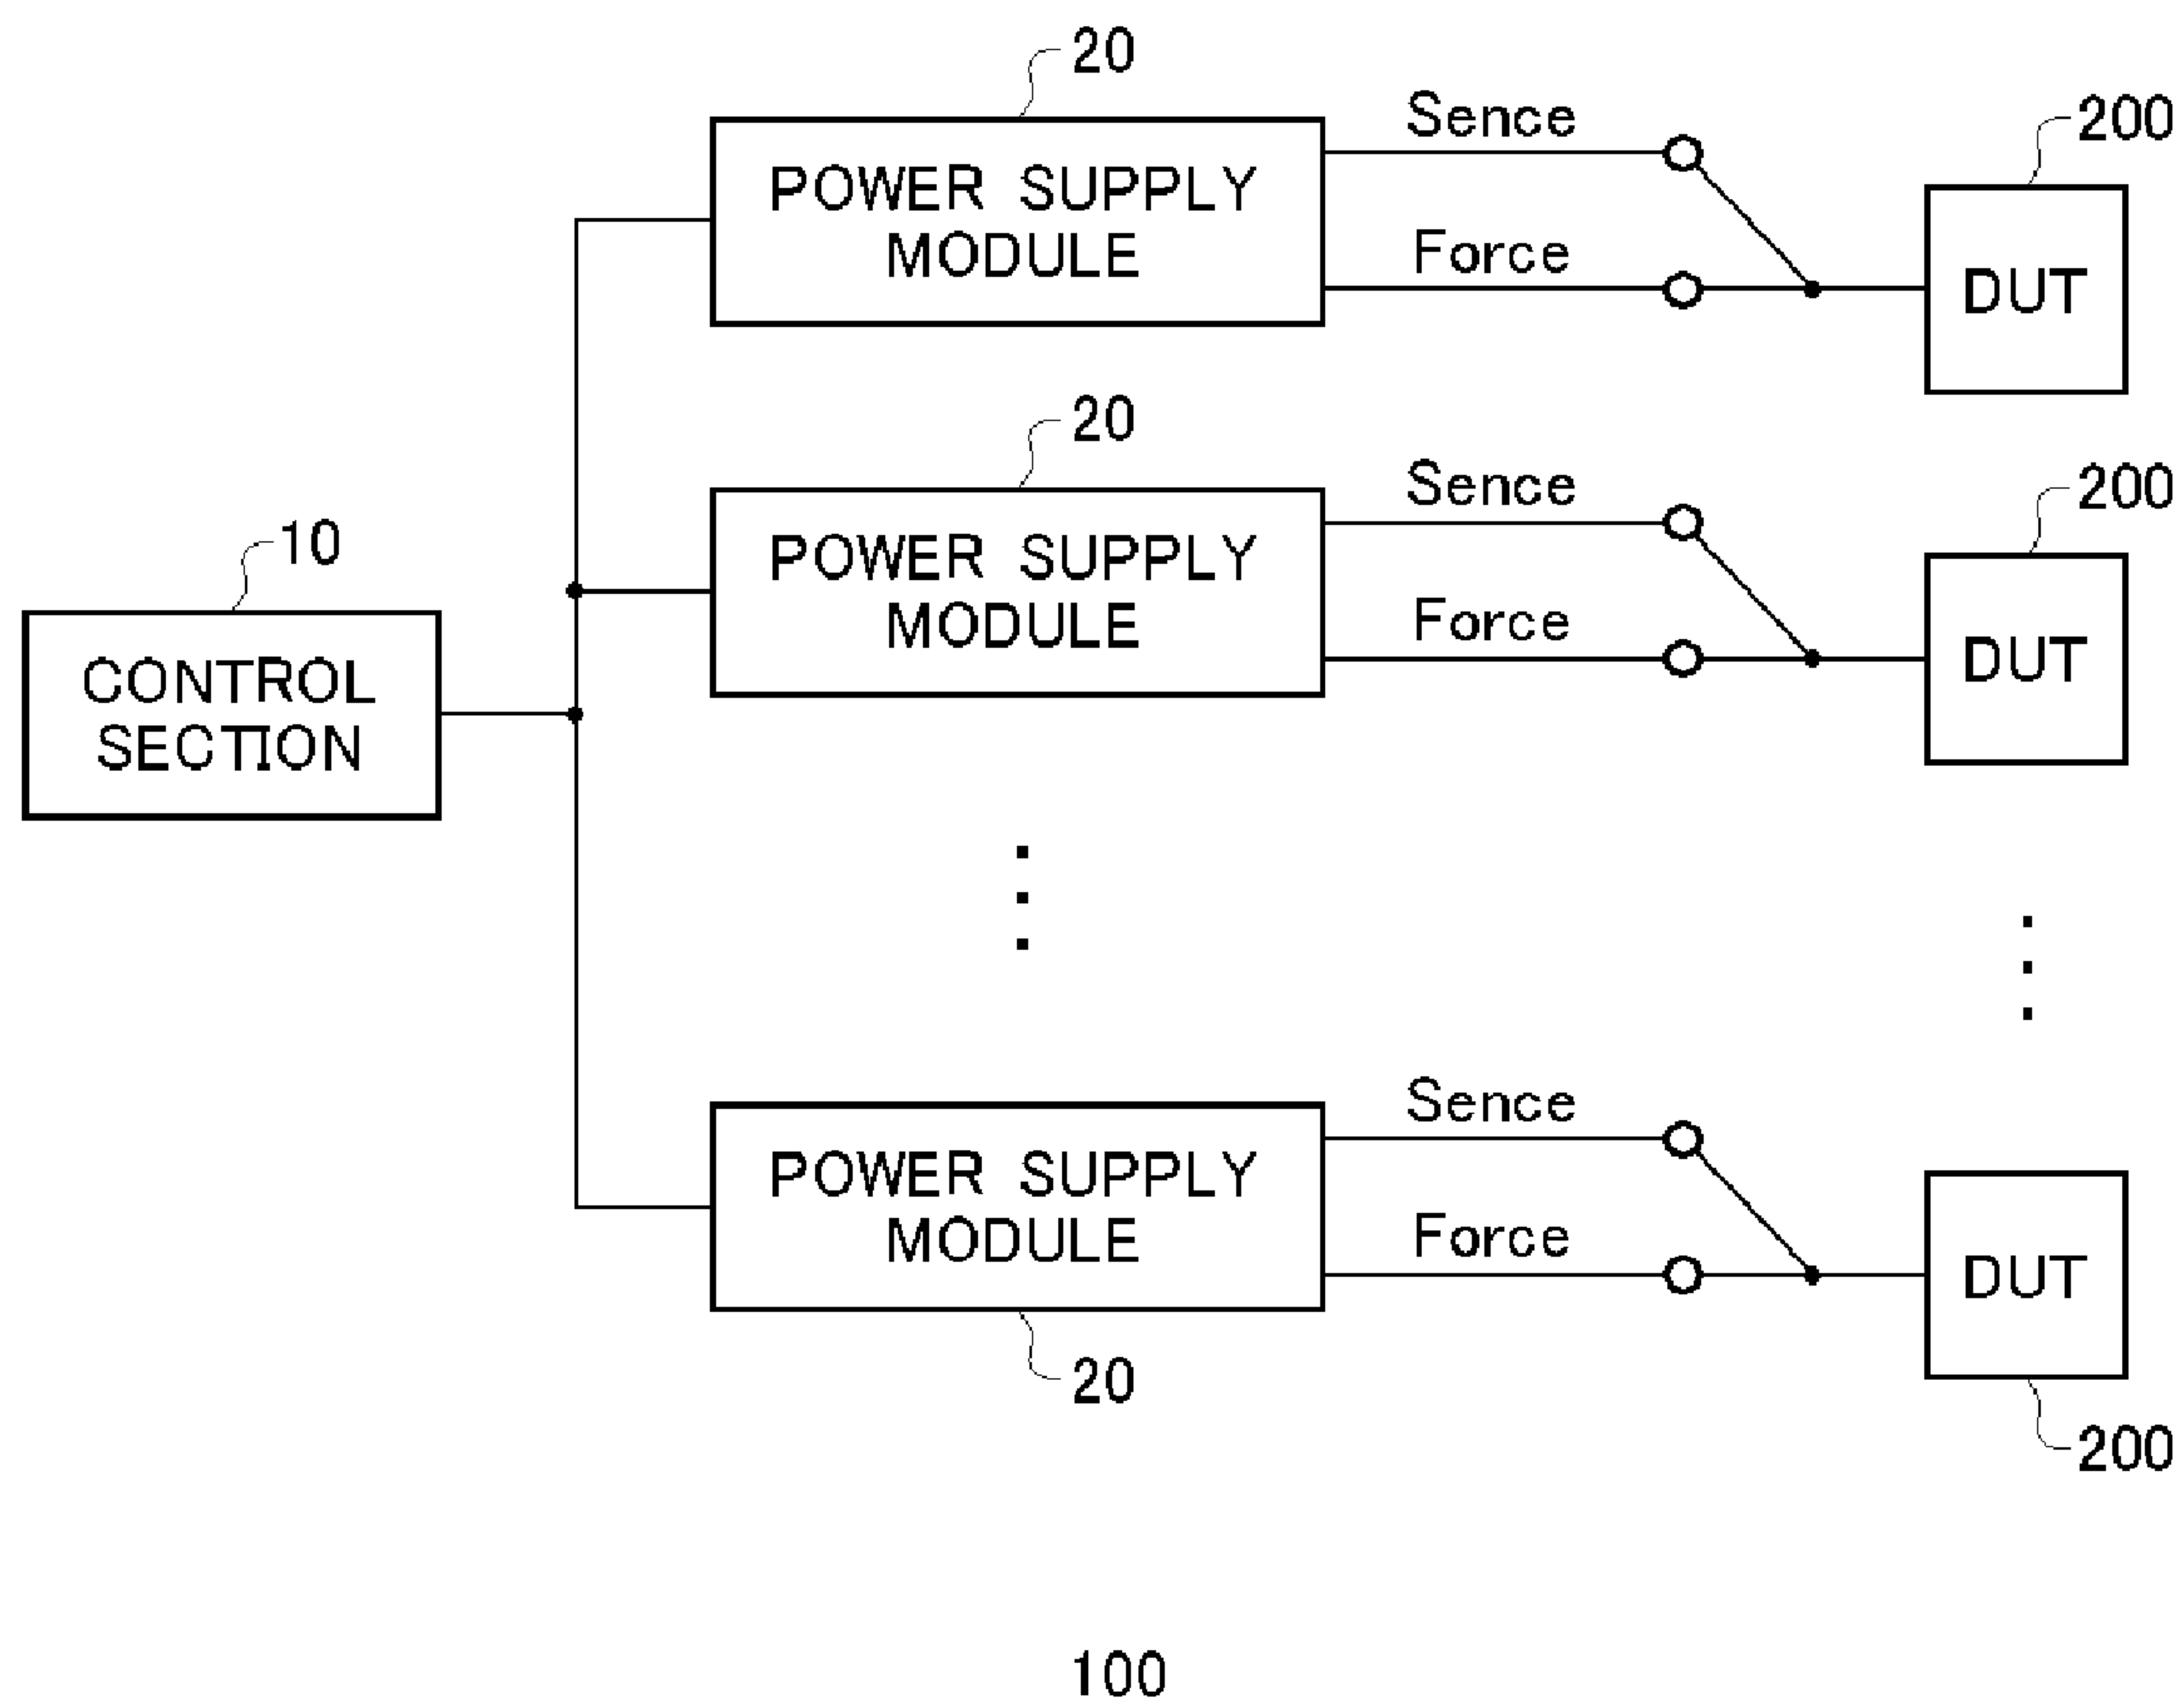 20
Sence
200
POWER SUPPLY
MODULE
Force
DUT
20
Sence
200
10
POWER SUPPLY
MODULE
Force
DUT
CONTROL
SECTION
Sence
POWER SUPPLY
MODULE
Force
DUT
20
200
100